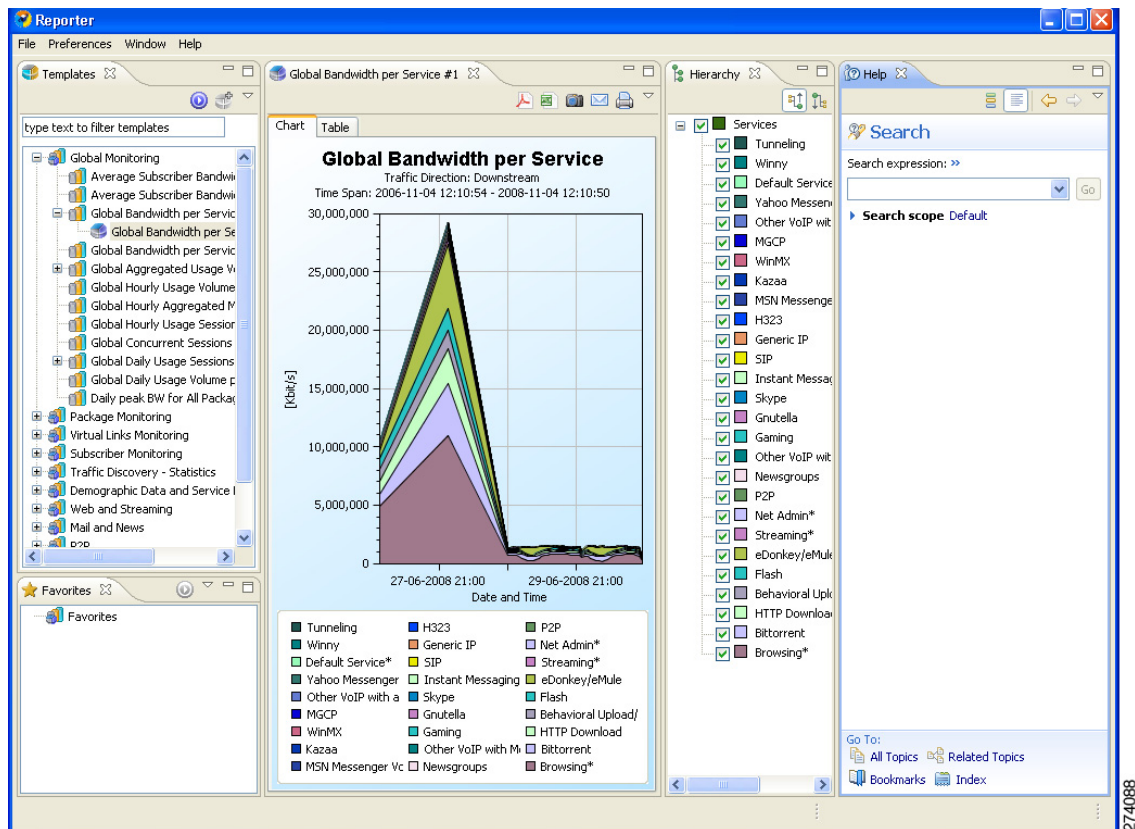 Reporter
File Preferences Window Help
Templates
type text to filter templates
Global Monitoring
Average Subscriber Bandwi
Average Subscriber Bandwi
Global Bandwidth per Servic
Global Bandwidth per Se
Global Bandwidth per Servic
Global Aggregated Usage V
Global Hourly Usage Volume
Global Hourly Aggregated M
Global Hourly Usage Session
Global Concurrent Sessions
Global Daily Usage Sessions
Global Daily Usage Volume p
Daily peak BW for All Packag
Package Monitoring
Virtual Links Monitoring
Subscriber Monitoring
Traffic Discovery - Statistics
Demographic Data and Service
Web and Streaming
Mail and News
P2P
Favorites
Favorites
Global Bandwidth per Service #1
Chart Table
Global Bandwidth per Service
Traffic Direction: Downstream
Time Span: 2006-11-04 12:10:54 - 2008-11-04 12:10:50
[Kbit/s]
30,000,000
25,000,000
20,000,000
15,000,000
10,000,000
5,000,000
0
27-06-2008 21:00 29-06-2008 21:00
Date and Time
Tunneling H323 P2P
Winny Generic IP Net Admin*
Default Service* SIP Streaming*
Yahoo Messenger Instant Messaging eDonkey/eMule
Other VoIP with a Skype Flash
MGCP Gnutella Behavioral Upload/
WinMX Gaming HTTP Download
Kazaa Other VoIP with M Bittorrent
MSN Messenger Vo Newsgroups Browsing*
Hierarchy
Services
Tunneling
Winny
Default Service
Yahoo Messen
Other VoIP wit
MGCP
WinMX
Kazaa
MSN Messenge
H323
Generic IP
SIP
Instant Messag
Skype
Gnutella
Gaming
Other VoIP wit
Newsgroups
P2P
Net Admin*
Streaming*
eDonkey/eMule
Flash
Behavioral Uplo
HTTP Downloa
Bittorrent
Browsing*
Help
Search
Search expression: »
Go
Search scope Default
Go To:
All Topics Related Topics
Bookmarks Index
274088